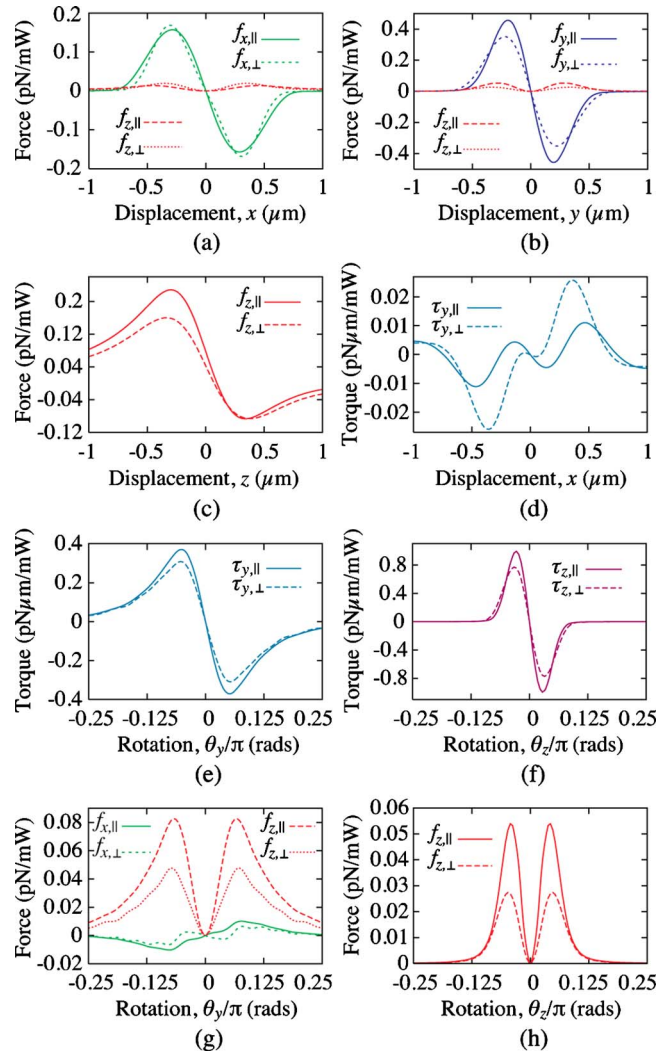 0.2
0.1
0
-0.1
-0.2
Force (pN/mW)
f_x,∥
f_x,⊥
f_z,∥
f_z,⊥
-1 -0.5 0 0.5 1
Displacement, x (μm)
(a)
0.4
0.2
0
-0.2
-0.4
Force (pN/mW)
f_y,∥
f_y,⊥
f_z,∥
f_z,⊥
-1 -0.5 0 0.5 1
Displacement, y (μm)
(b)
0.2
0.12
0.04
-0.04
-0.12
Force (pN/mW)
f_z,∥
f_z,⊥
-1 -0.5 0 0.5 1
Displacement, z (μm)
(c)
0.02
0.01
0
-0.01
-0.02
Torque (pNμm/mW)
τ_y,∥
τ_y,⊥
-1 -0.5 0 0.5 1
Displacement, x (μm)
(d)
0.4
0.2
0
-0.2
-0.4
Torque (pNμm/mW)
τ_y,∥
τ_y,⊥
-0.25 -0.125 0 0.125 0.25
Rotation, θ_y/π (rads)
(e)
0.8
0.4
0
-0.4
-0.8
Torque (pNμm/mW)
τ_z,∥
τ_z,⊥
-0.25 -0.125 0 0.125 0.25
Rotation, θ_z/π (rads)
(f)
0.08
0.06
0.04
0.02
0
-0.02
Force (pN/mW)
f_x,∥
f_x,⊥
f_z,∥
f_z,⊥
-0.25 -0.125 0 0.125 0.25
Rotation, θ_y/π (rads)
(g)
0.06
0.05
0.04
0.03
0.02
0.01
0
Force (pN/mW)
f_z,∥
f_z,⊥
-0.25 -0.125 0 0.125 0.25
Rotation, θ_z/π (rads)
(h)